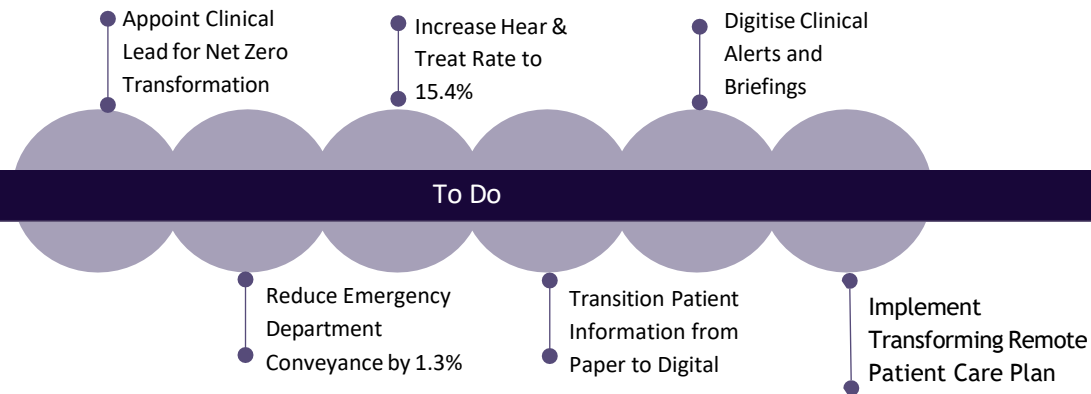 Appoint Clinical
Lead for Net Zero
Transformation
Increase Hear &
Treat Rate to
15.4%
Digitise Clinical
Alerts and
Briefings
To Do
Reduce Emergency
Department
Conveyance by 1.3%
Transition Patient
Information from
Paper to Digital
Implement
Transforming Remote
Patient Care Plan